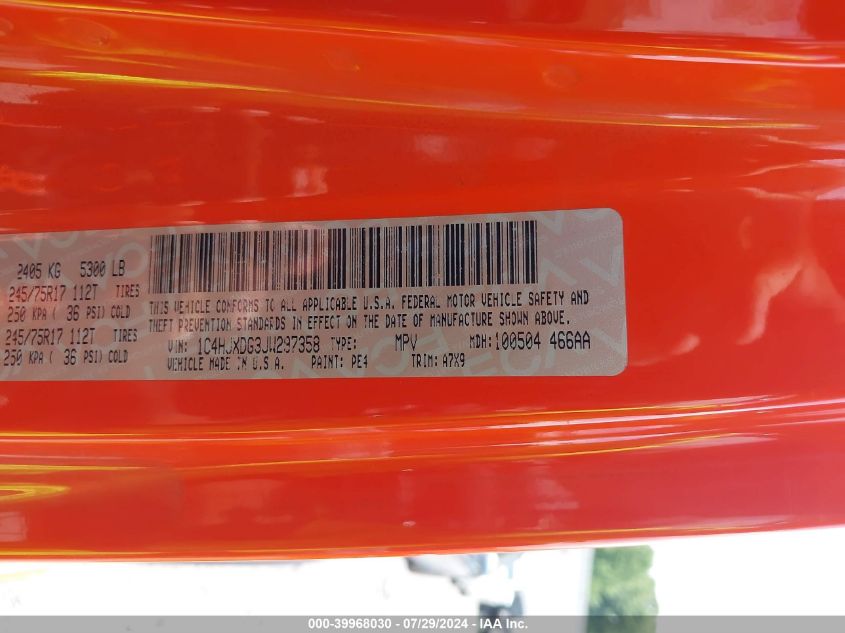 2405 KG 5300 LB
245/75R17 112T TIRES
250 KPA ( 36 PSI) COLD
245/75R17 112T TIRES
250 KPA ( 36 PSI) COLD
THIS VEHICLE CONFORMS TO ALL APPLICABLE U.S.A. FEDERAL MOTOR VEHICLE SAFETY AND
THEFT PREVENTION STANDARDS IN EFFECT ON THE DATE OF MANUFACTURE SHOWN ABOVE.
VIN: 1C4HJXDG3JW297358 TYPE: MPV MDH:100504 466AA
VEHICLE MADE IN U.S.A. PAINT: PE4 TRIM: A7X9
000-39968030 - 07/29/2024 - IAA Inc.